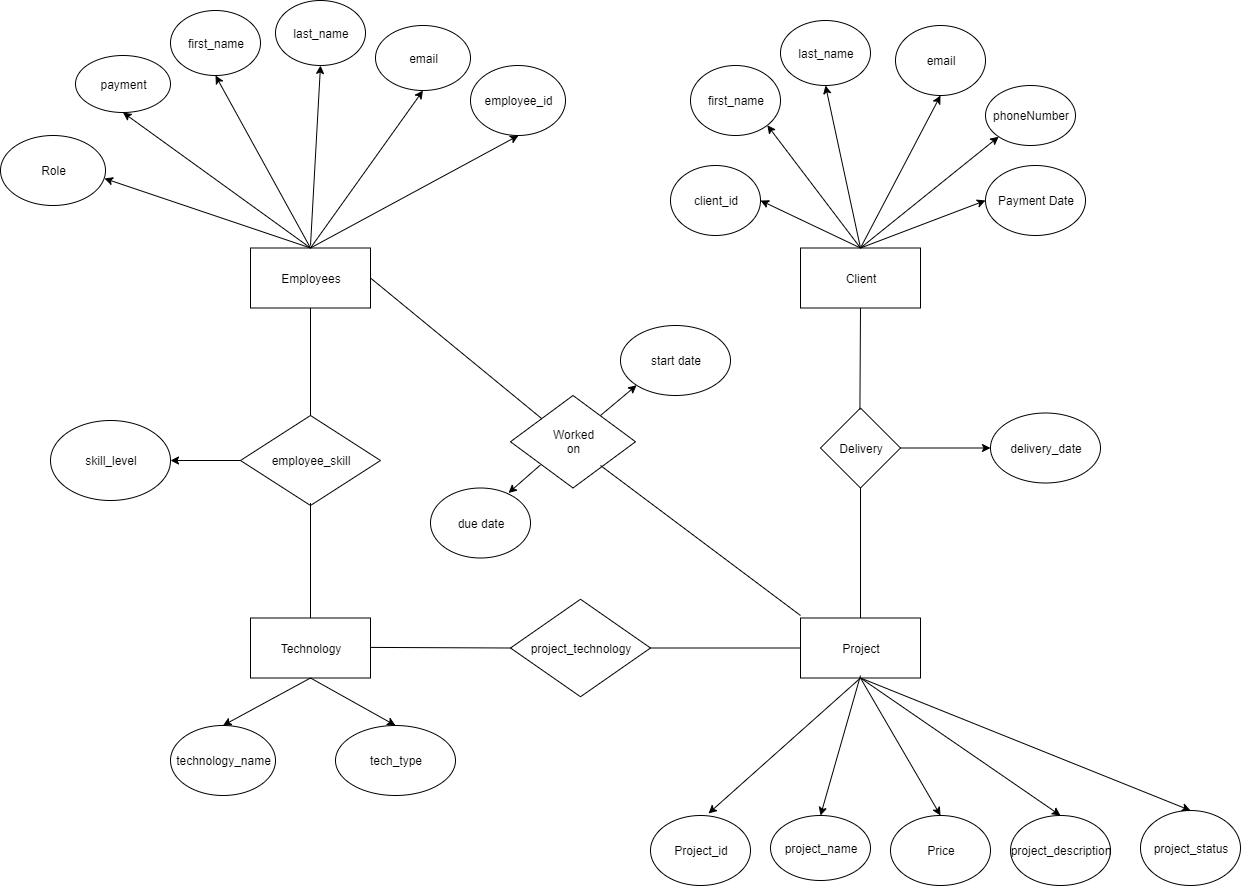 last_name
first_name
email
payment
employee_id
Role
last_name
email
first_name
phoneNumber
client_id
Payment Date
Employees
Client
start date
Worked
on
skill_level
employee_skill
Delivery
delivery_date
due date
Technology
project_technology
Project
technology_name
tech_type
Project_id
project_name
Price
project_description
project_status